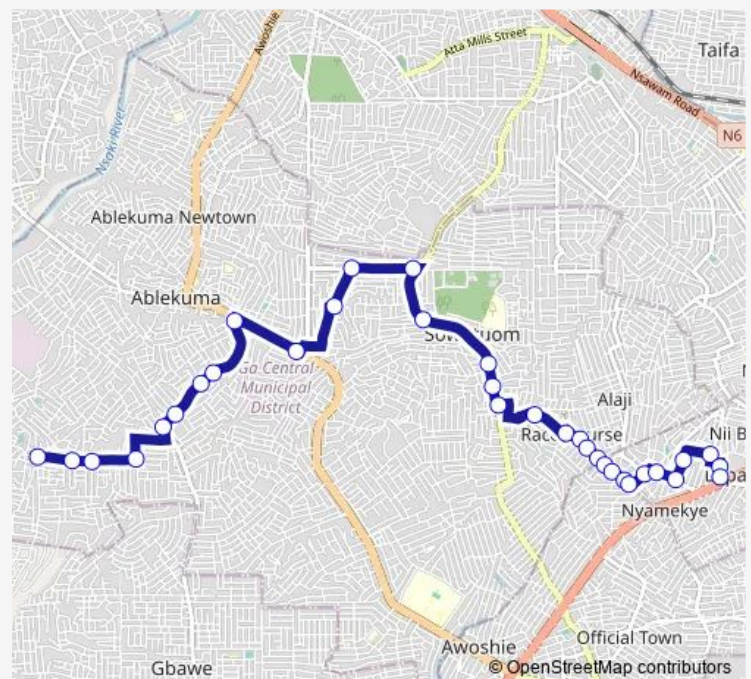 Atta Mills Street
Awoshie
Taifa
Nsawam Road
N6
Nsaki River
Ablekuma Newtown
Ablekuma
Ga Central
Municipal
District
Alaji
Nii B
Nyamekye
Official Town
Awoshie
Gbawe
© OpenStreetMap contributors